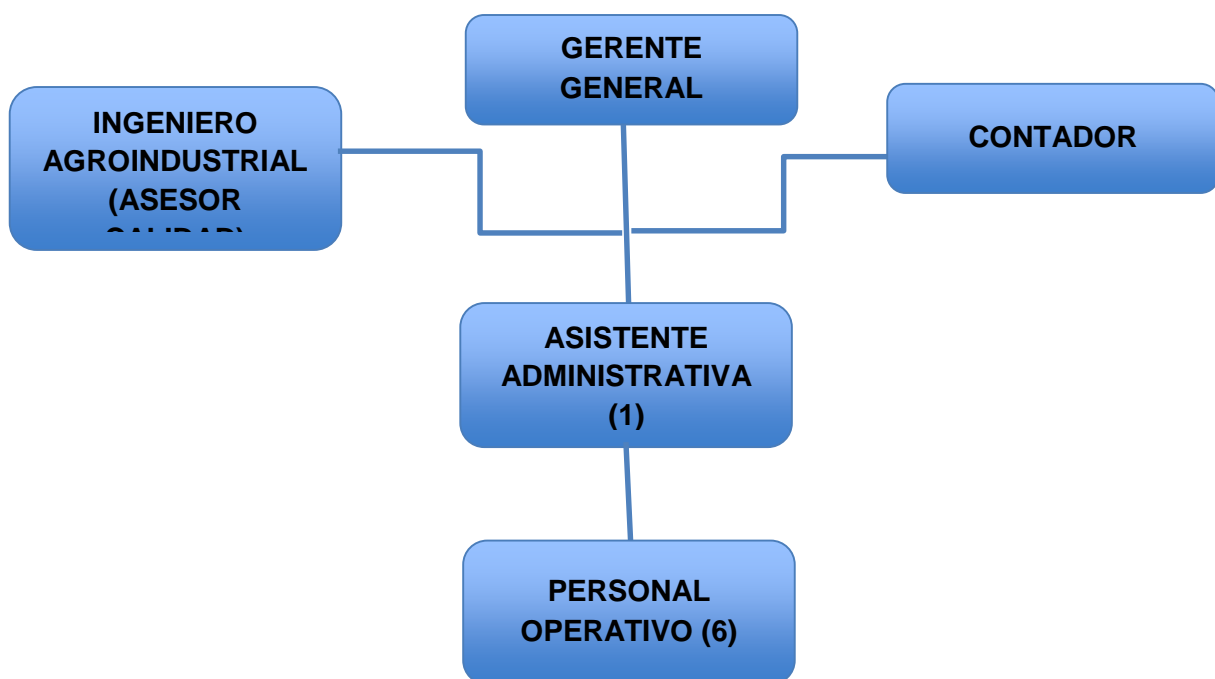 GERENTE
GENERAL
INGENIERO
AGROINDUSTRIAL
(ASESOR
CONTADOR
ASISTENTE
ADMINISTRATIVA
(1)
PERSONAL
OPERATIVO (6)